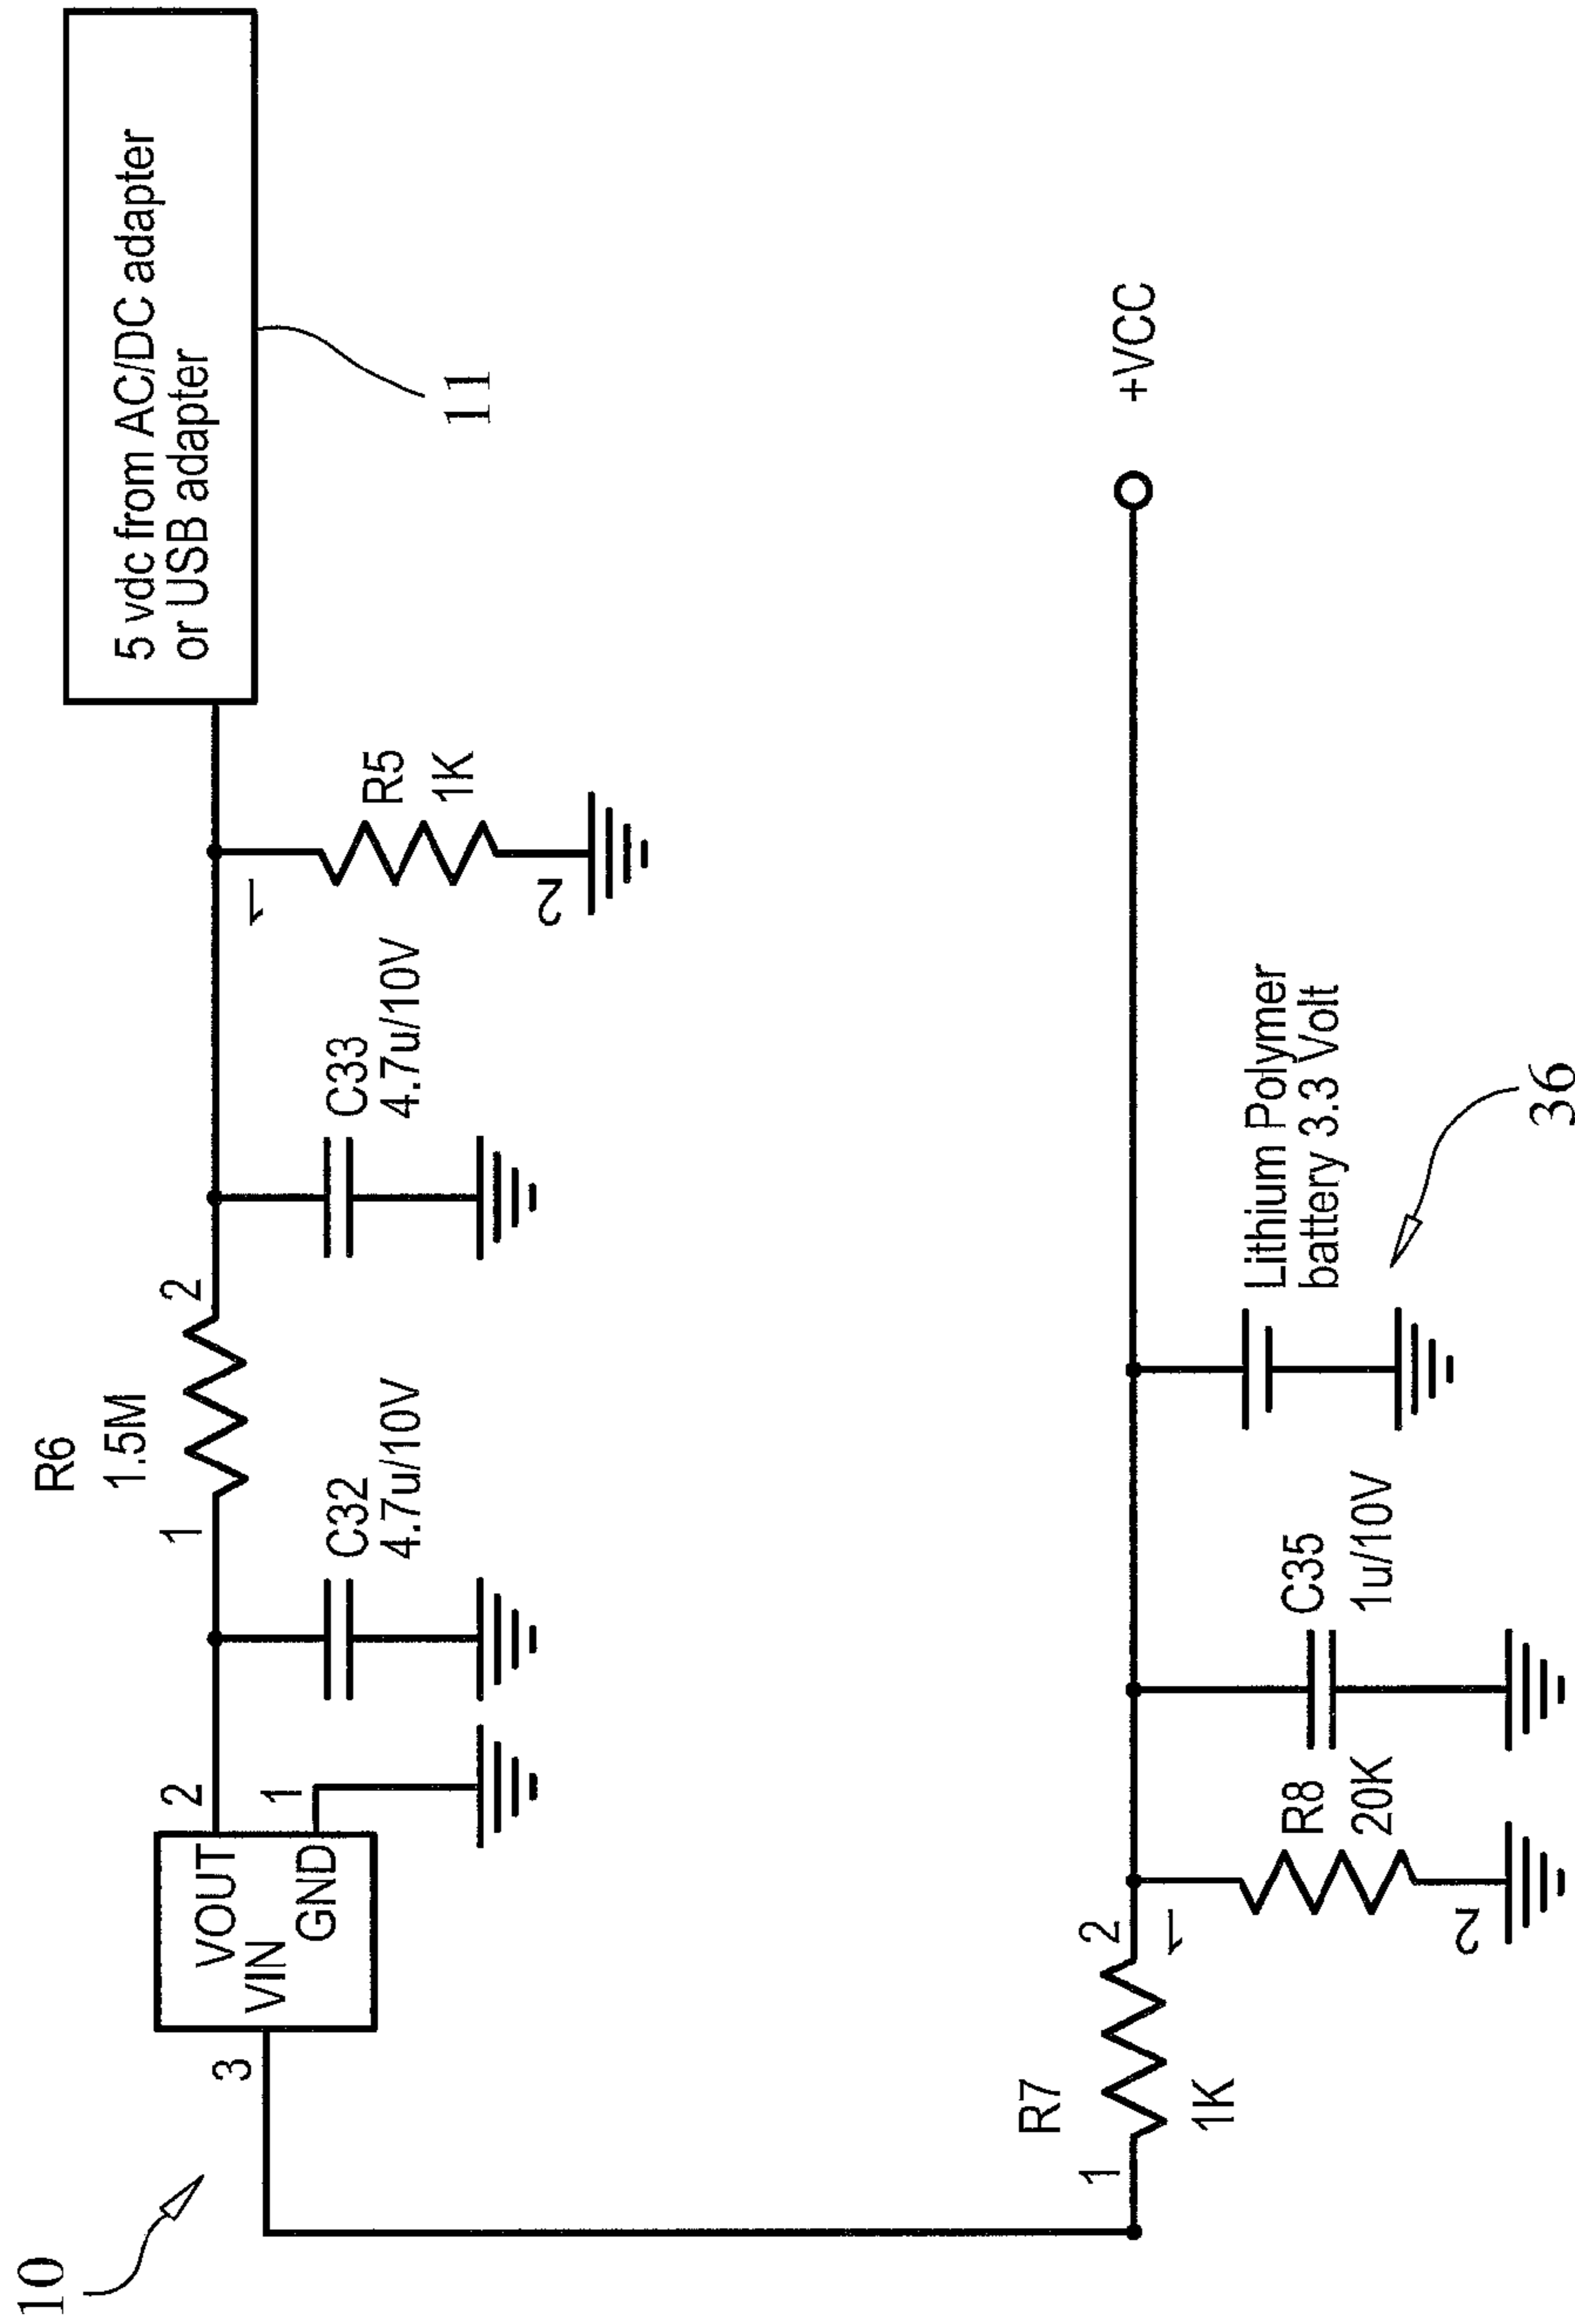 10
R6
1.5M
5 vdc from AC/DC adapter
or USB adapter
11
3
VOUT
VIN
GND
2
1
1
2
C32
4.7u/10V
C33
4.7u/10V
1
R5
1K
2
R7
1
2
1K
1
R8
20K
2
C35
1u/10V
Lithium Polymer
battery 3.3 Volt
36
+VCC